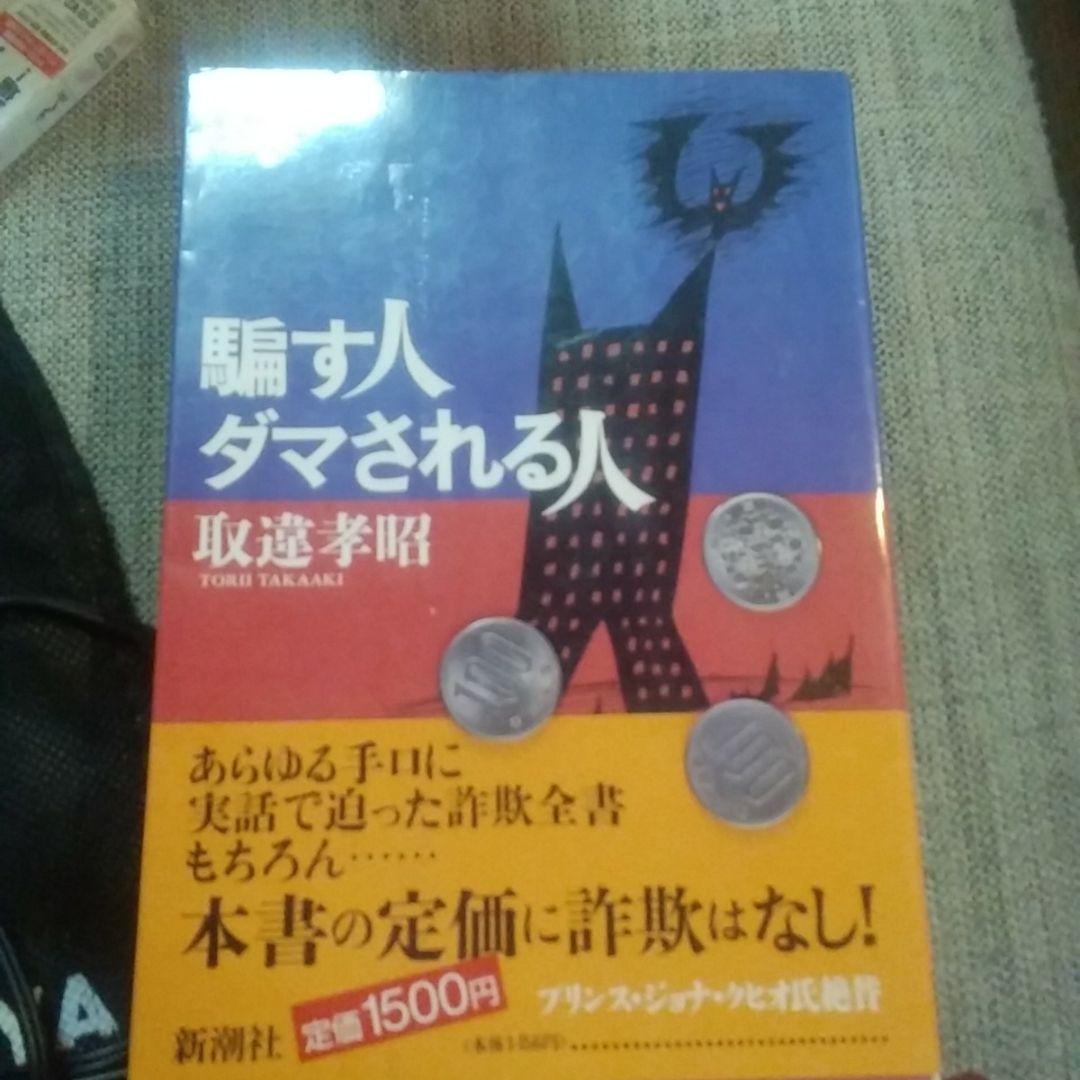 騙す人
ダマされる人
取違孝昭
TORII TAKAAKI
100
あらゆる手口に
実話で迫った詐欺全書
もちろん……
本書の定価に詐欺はなし!
定価1500円
プリンス・ジョナ・クヒオ氏絶賛
新潮社
A